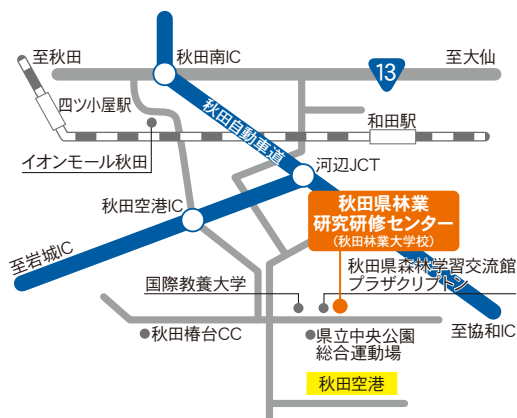 至秋田
秋田南IC
13
至大仙
四ツ小屋駅
秋田自動車道
和田駅
イオンモール秋田
河辺JCT
秋田空港IC
秋田県林業
研究研修センター
(秋田林業大学校)
至岩城IC
国際教養大学
秋田県森林学習交流館
プラザクリプトン
至協和IC
秋田椿台CC
県立中央公園
総合運動場
秋田空港